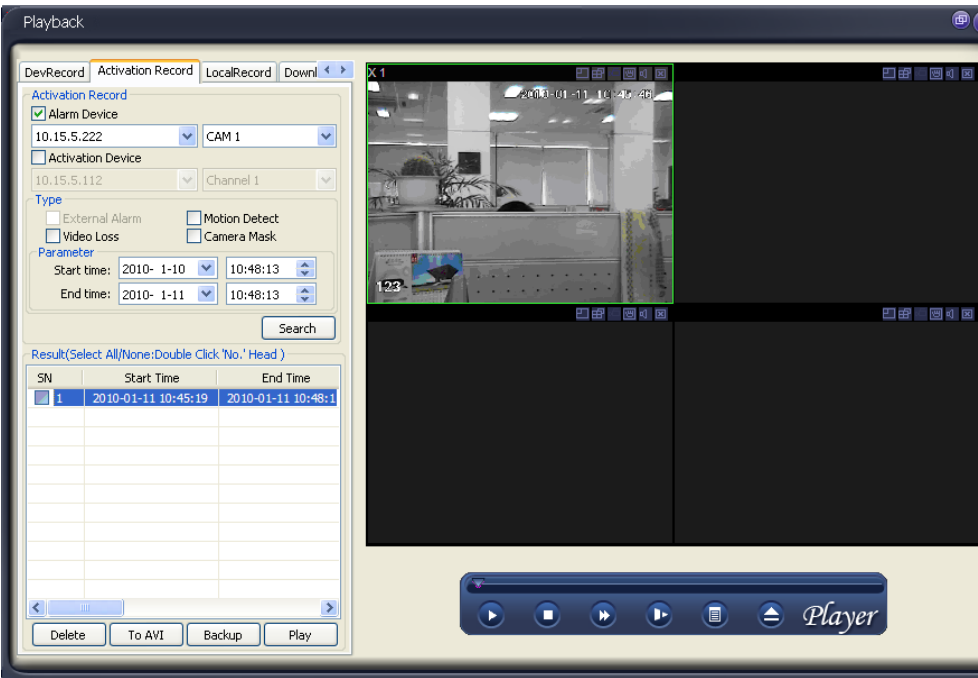 Playback
DevRecord Activation Record LocalRecord Downl
Activation Record
Alarm Device
10.15.5.222 CAM 1
Activation Device
10.15.5.112 Channel 1
Type
External Alarm Motion Detect
Video Loss Camera Mask
Parameter
Start time: 2010- 1-10 10:48:13
End time: 2010- 1-11 10:48:13
Search
Result(Select All/None:Double Click 'No.' Head )
SN Start Time End Time
1 2010-01-11 10:45:19 2010-01-11 10:48:1
Delete To AVI Backup Play
X 1
2010-01-11 10:45:46
123
Player